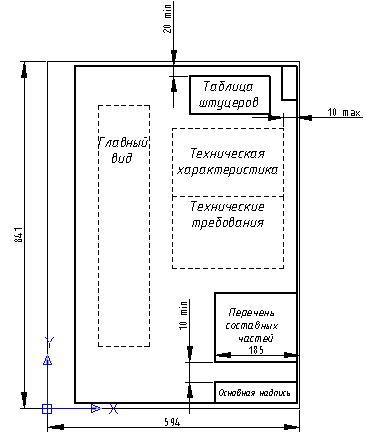 20 min
Таблица
штуцеров
10 max
Главный
вид
Техническая
характеристика
Технические
требования
841
10 min
Перечень
составных
частей
185
Y
Основная надпись
X
594